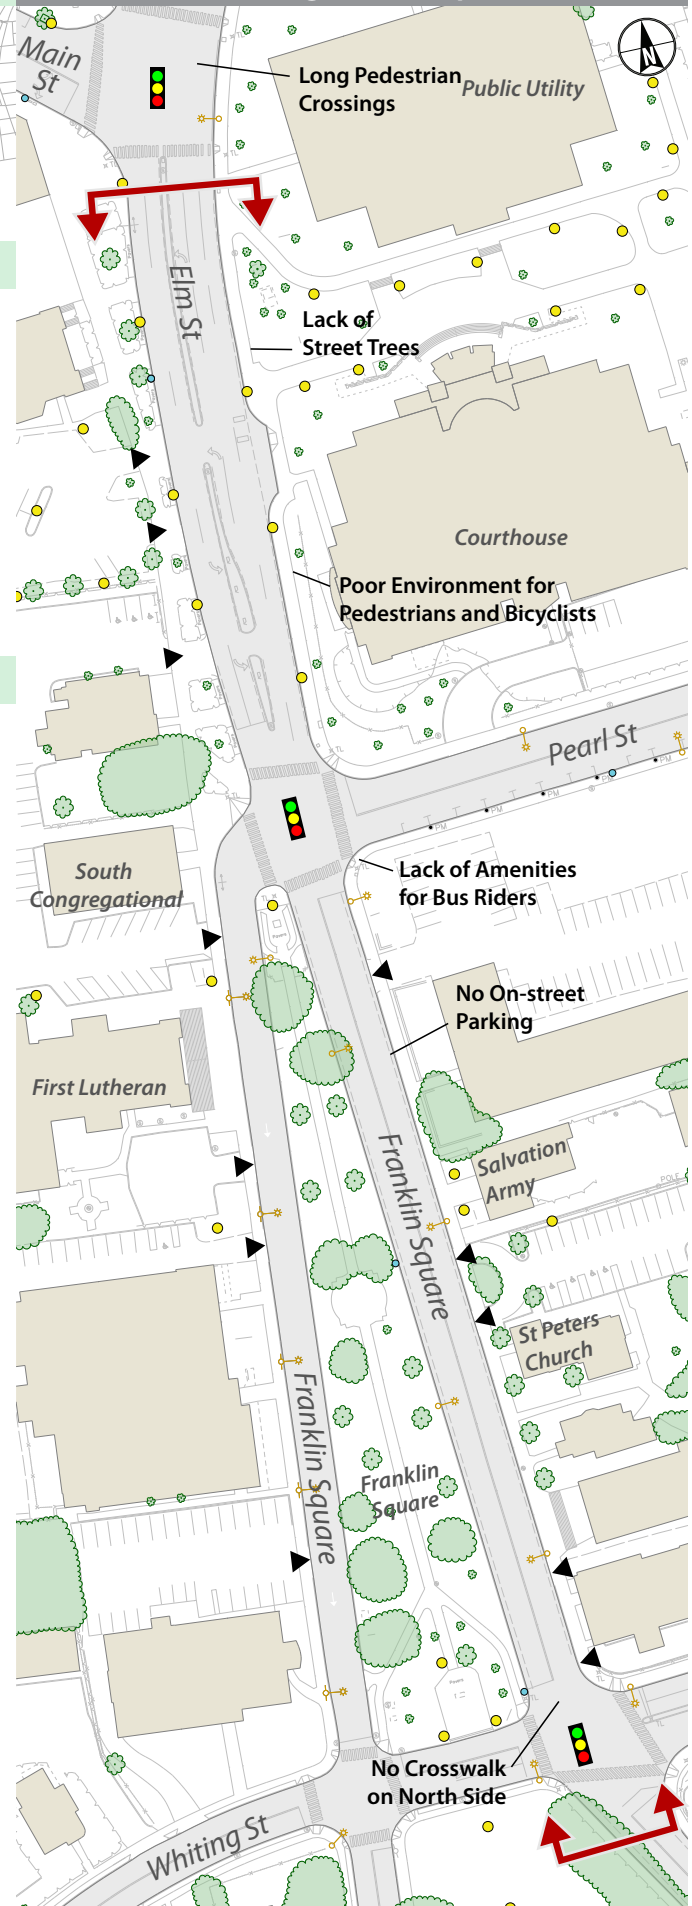 Main
St
Long Pedestrian
Crossings
Public Utility
N
Elm St
Lack of
Street Trees
Courthouse
Poor Environment for
Pedestrians and Bicyclists
Pearl St
South
Congregational
Lack of Amenities
for Bus Riders
No On-street
Parking
First Lutheran
Franklin Square
Salvation
Army
St Peters
Church
Franklin Square
Franklin
Square
No Crosswalk
on North Side
Whiting St